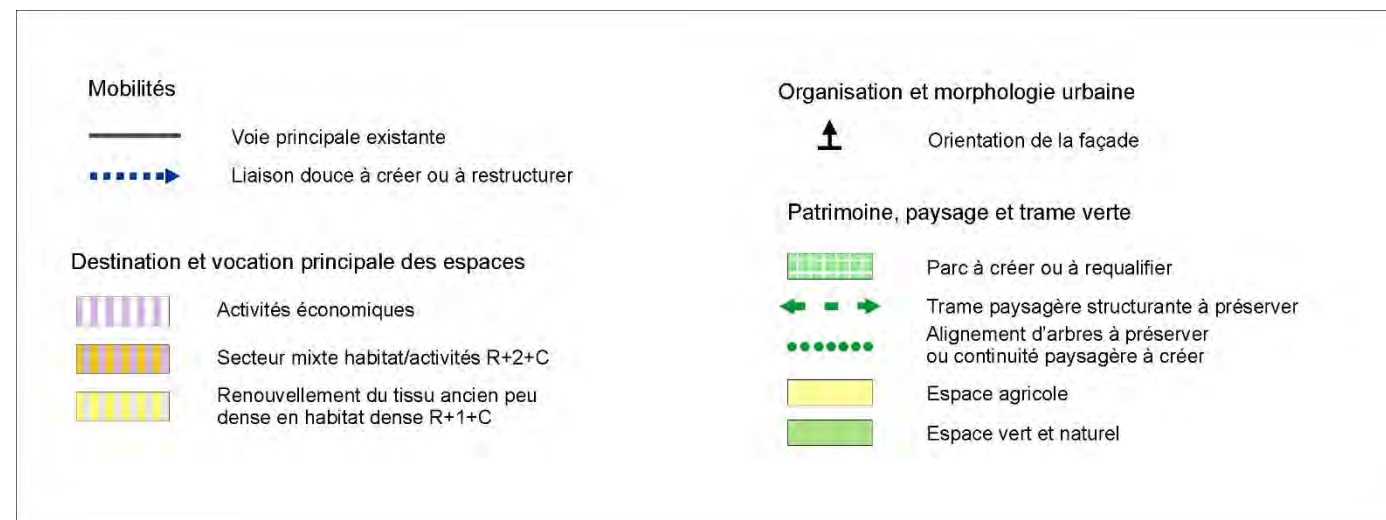 Mobilités
Voie principale existante
Liaison douce à créer ou à restructurer
Destination et vocation principale des espaces
Activités économiques
Secteur mixte habitat/activités R+2+C
Renouvellement du tissu ancien peu
dense en habitat dense R+1+C
Organisation et morphologie urbaine
Orientation de la façade
Patrimoine, paysage et trame verte
Parc à créer ou à requalifier
Trame paysagère structurante à préserver
Alignement d'arbres à préserver
ou continuité paysagère à créer
Espace agricole
Espace vert et naturel